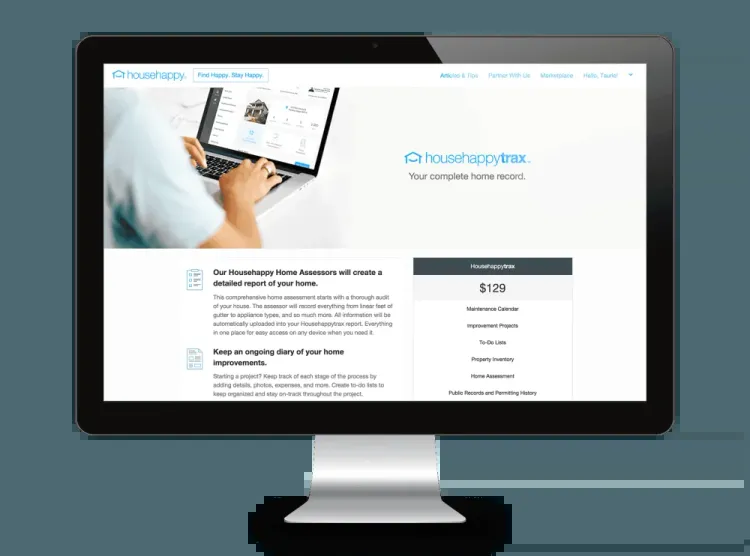 househappy.
Find Happy. Stay Happy.
Articles & Tips
Partner With Us
Marketplace
Hello, Taurie!
househappytrax™
Your complete home record.
Our Househappy Home Assessors will create a
detailed report of your home.
This comprehensive home assessment starts with a thorough audit
of your house. The assessor will record everything from linear feet of
gutter to appliance types, and so much more. All information will be
automatically uploaded into your Househappytrax report. Everything
in one place for easy access on any device when you need it.
Keep an ongoing diary of your home
improvements.
Starting a project? Keep track of each stage of the process by
adding details, photos, expenses, and more. Create to-do lists to
keep organized and stay on-track throughout the project.
Househappytrax
$129
Maintenance Calendar
Improvement Projects
To-Do Lists
Property Inventory
Home Assessment
Public Records and Permitting History